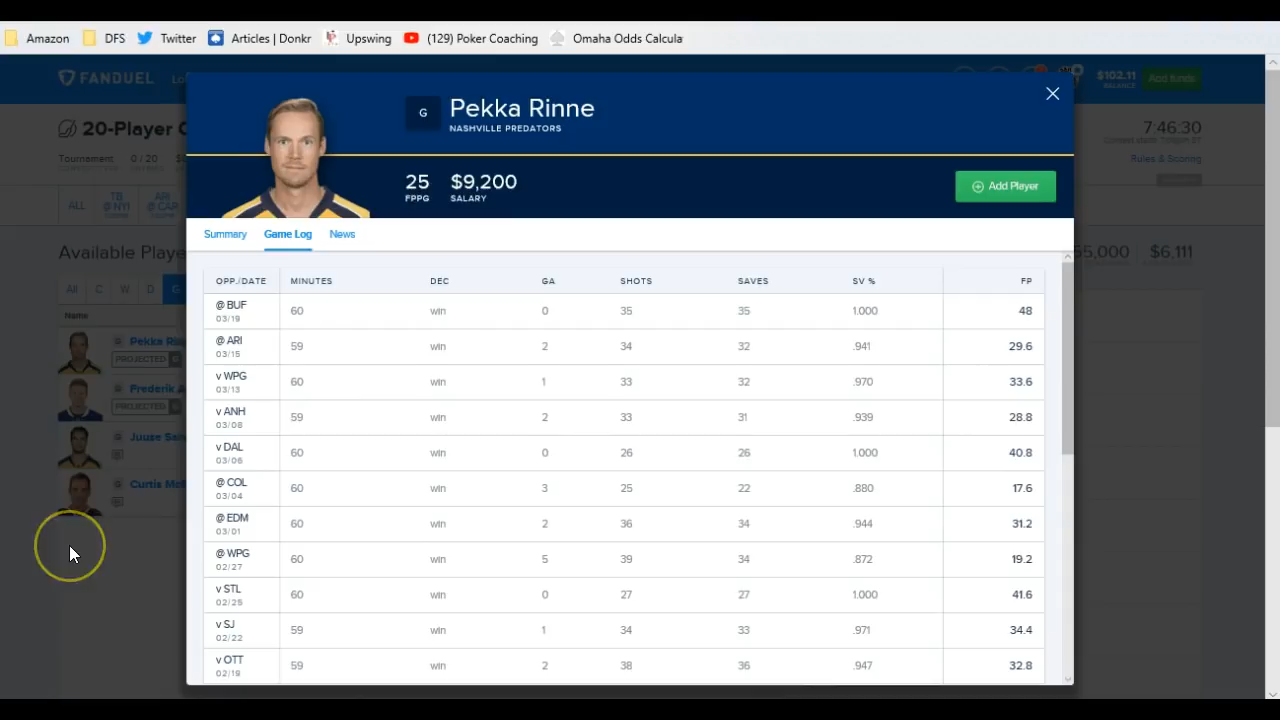 Amazon DFS Twitter Articles | Donkr Upswing (129) Poker Coaching Omaha Odds Calcula
FANDUEL Lo $102.11 Add funds
BALANCE
20-Player 7:46:30
Tournament 0 / 20
Rules & Scoring
ALL TB @ NYI ARI @ CAR
Available Playe $6,111
All C W D G
Name
Pekka Ri
PROJECTED
Frederik A
PROJECTED
Juuse Sa
Curtis Mc
G Pekka Rinne
NASHVILLE PREDATORS
25 $9,200
FPPG SALARY
Add Player
Summary Game Log News
OPP./DATE MINUTES DEC GA SHOTS SAVES SV % FP
@ BUF 03/19 60 win 0 35 35 1.000 48
@ ARI 03/15 59 win 2 34 32 .941 29.6
v WPG 03/13 60 win 1 33 32 .970 33.6
v ANH 03/08 59 win 2 33 31 .939 28.8
v DAL 03/06 60 win 0 26 26 1.000 40.8
@ COL 03/04 60 win 3 25 22 .880 17.6
@ EDM 03/01 60 win 2 36 34 .944 31.2
@ WPG 02/27 60 win 5 39 34 .872 19.2
v STL 02/25 60 win 0 27 27 1.000 41.6
v SJ 02/22 59 win 1 34 33 .971 34.4
v OTT 02/19 59 win 2 38 36 .947 32.8